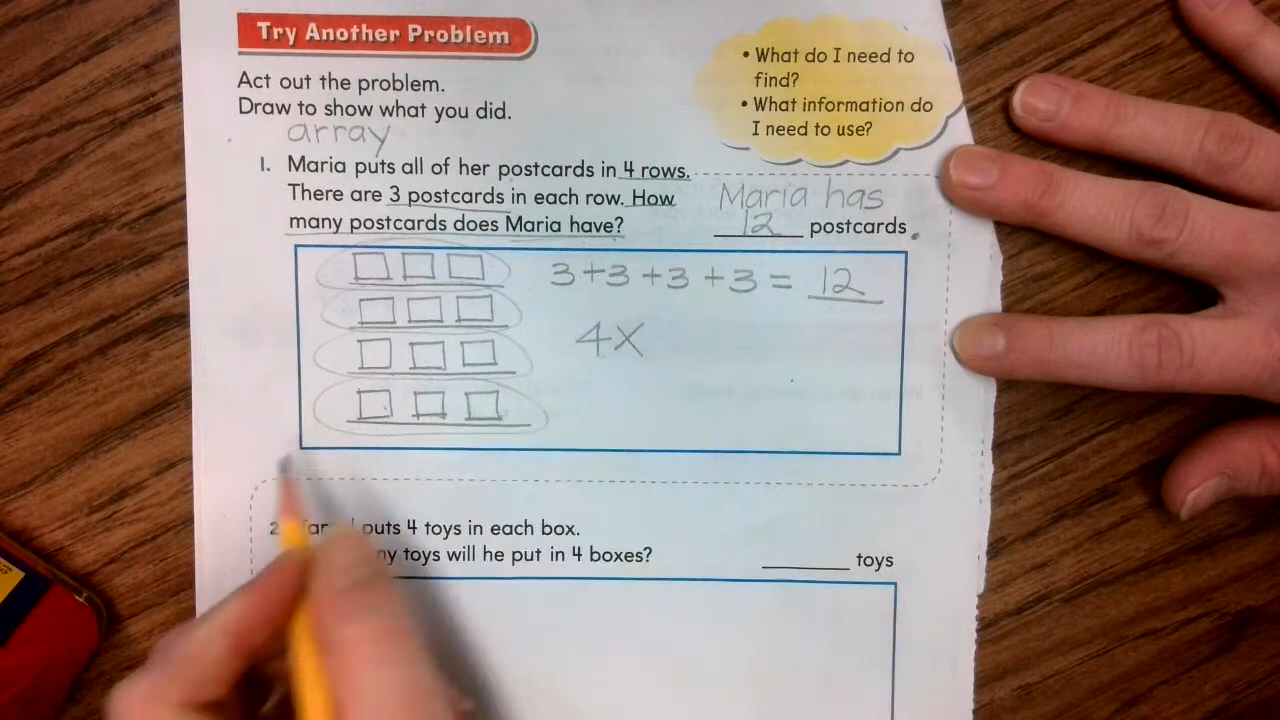 Try Another Problem
Act out the problem.
Draw to show what you did.
array
• What do I need to
find?
• What information do
I need to use?
1. Maria puts all of her postcards in 4 rows.
There are 3 postcards in each row. How
many postcards does Maria have?
Maria has
12 postcards.
3+3+3+3= 12
4X
2. puts 4 toys in each box.
toys will he put in 4 boxes?
toys